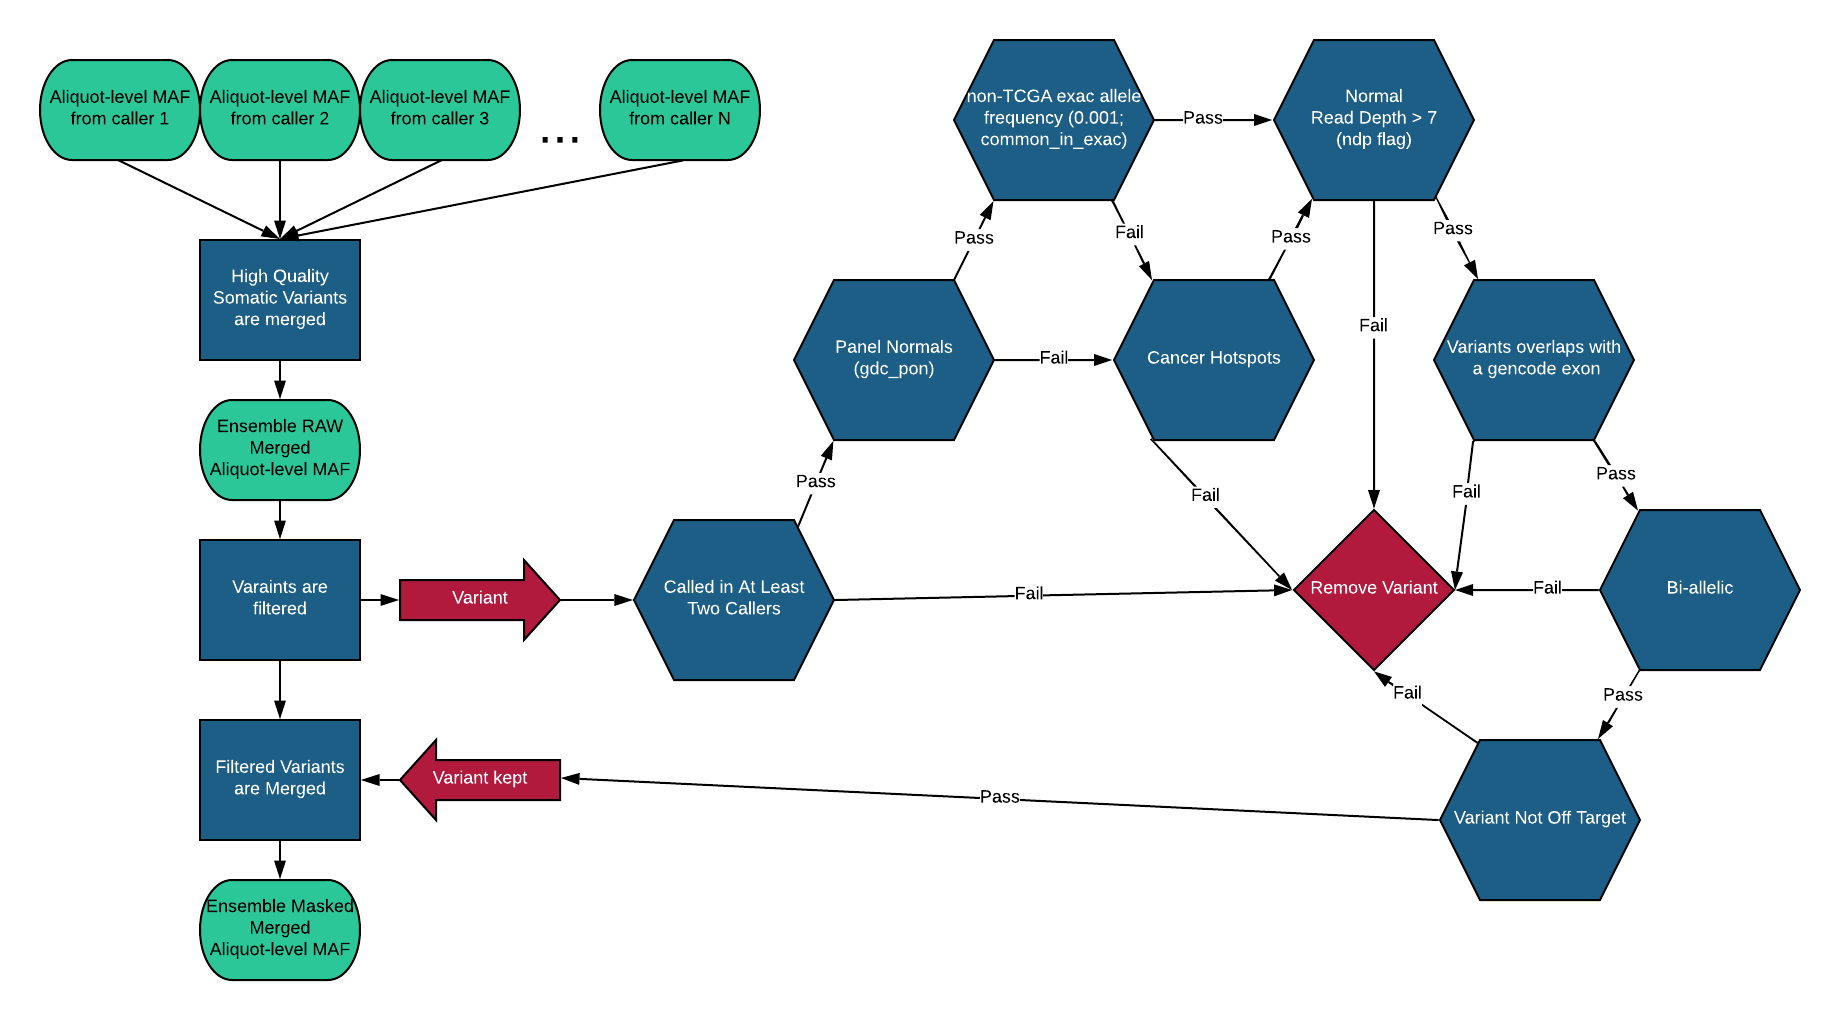 Aliquot-level MAF
from caller 1
Aliquot-level MAF
from caller 2
Aliquot-level MAF
from caller 3
...
Aliquot-level MAF
from caller N
High Quality
Somatic Variants
are merged
Ensemble RAW
Merged
Aliquot-level MAF
Varaints are
filtered
Variant
Filtered Variants
are Merged
Variant kept
Ensemble Masked
Merged
Aliquot-level MAF
Called in At Least
Two Callers
Pass
Fail
Panel Normals
(gdc_pon)
Pass
Fail
non-TCGA exac allele
frequency (0.001;
common_in_exac)
Pass
Fail
Cancer Hotspots
Pass
Fail
Normal
Read Depth > 7
(ndp flag)
Pass
Fail
Variants overlaps with
a gencode exon
Pass
Fail
Bi-allelic
Fail
Pass
Remove Variant
Variant Not Off Target
Fail
Pass